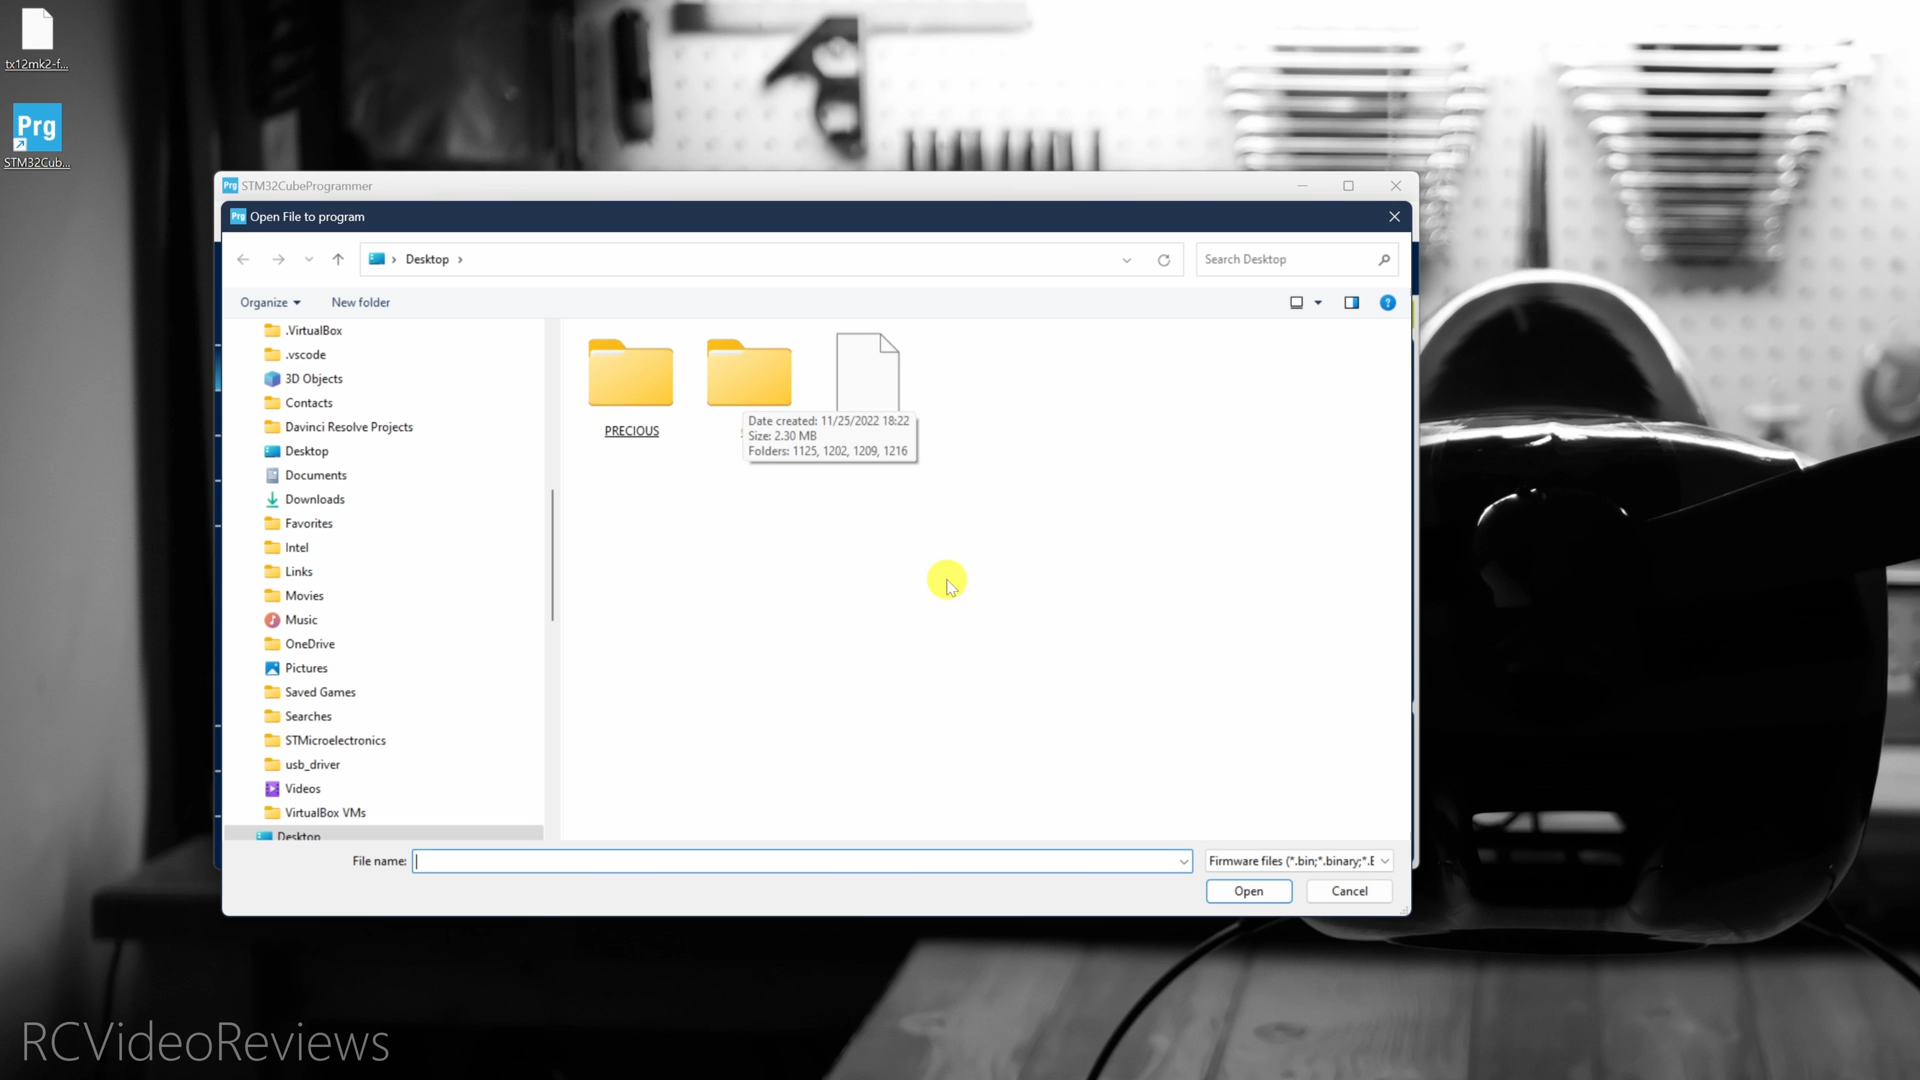 tx12mk2-f...
Prg
STM32Cub...
Prg STM32CubeProgrammer
Prg Open File to program
Desktop
Search Desktop
Organize
New folder
?
.VirtualBox
.vscode
3D Objects
Contacts
Davinci Resolve Projects
Desktop
Documents
Downloads
Favorites
Intel
Links
Movies
Music
OneDrive
Pictures
Saved Games
Searches
STMicroelectronics
usb_driver
Videos
VirtualBox VMs
Desktop
PRECIOUS
Date created: 11/25/2022 18:22
Size: 2.30 MB
Folders: 1125, 1202, 1209, 1216
File name:
Firmware files (*.bin;*.binary;*.E
Open
Cancel
RCVideoReviews